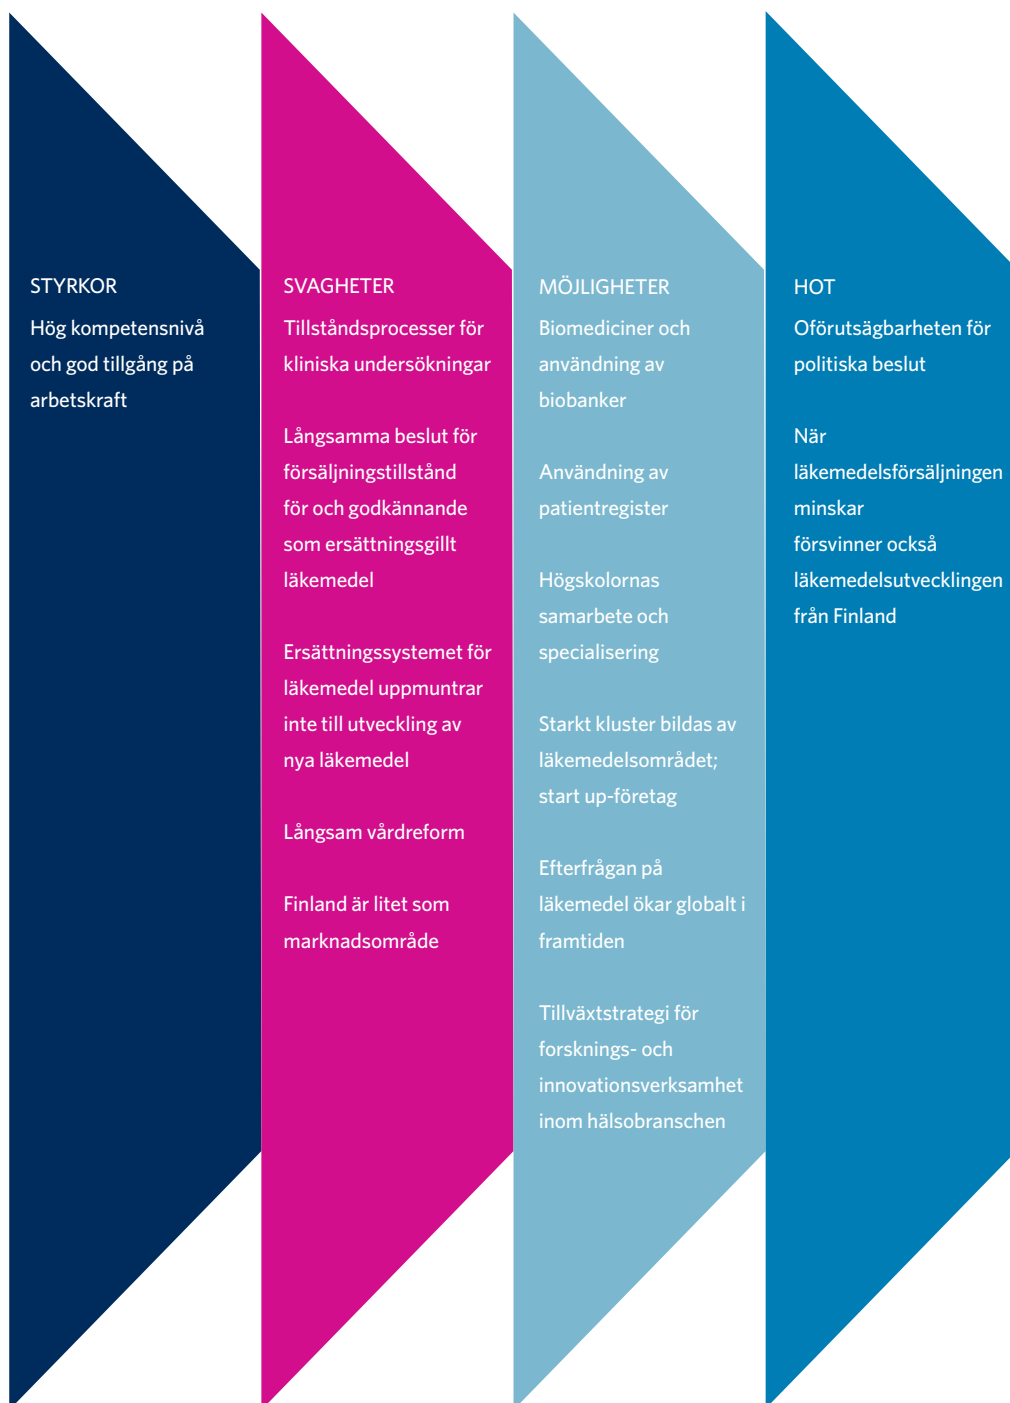 STYRKOR
Hög kompetensnivå
och god tillgång på
arbetskraft
SVAGHETER
Tillståndsprocesser för
kliniska undersökningar
Långsamma beslut för
försäljningstillstånd
för och godkännande
som ersättningsgillt
läkemedel
Ersättningssystemet för
läkemedel uppmuntrar
inte till utveckling av
nya läkemedel
Långsam vårdreform
Finland är litet som
marknadsområde
MÖJLIGHETER
Biomediciner och
användning av
biobanker
Användning av
patientregister
Högskolornas
samarbete och
specialisering
Starkt kluster bildas av
läkemedelsområdet;
start up-företag
Efterfrågan på
läkemedel ökar globalt i
framtiden
Tillväxtstrategi för
forsknings- och
innovationsverksamhet
inom hälsobranschen
HOT
Oförutsägbarheten för
politiska beslut
När
läkemedelsförsäljningen
minskar
försvinner också
läkemedelsutvecklingen
från Finland